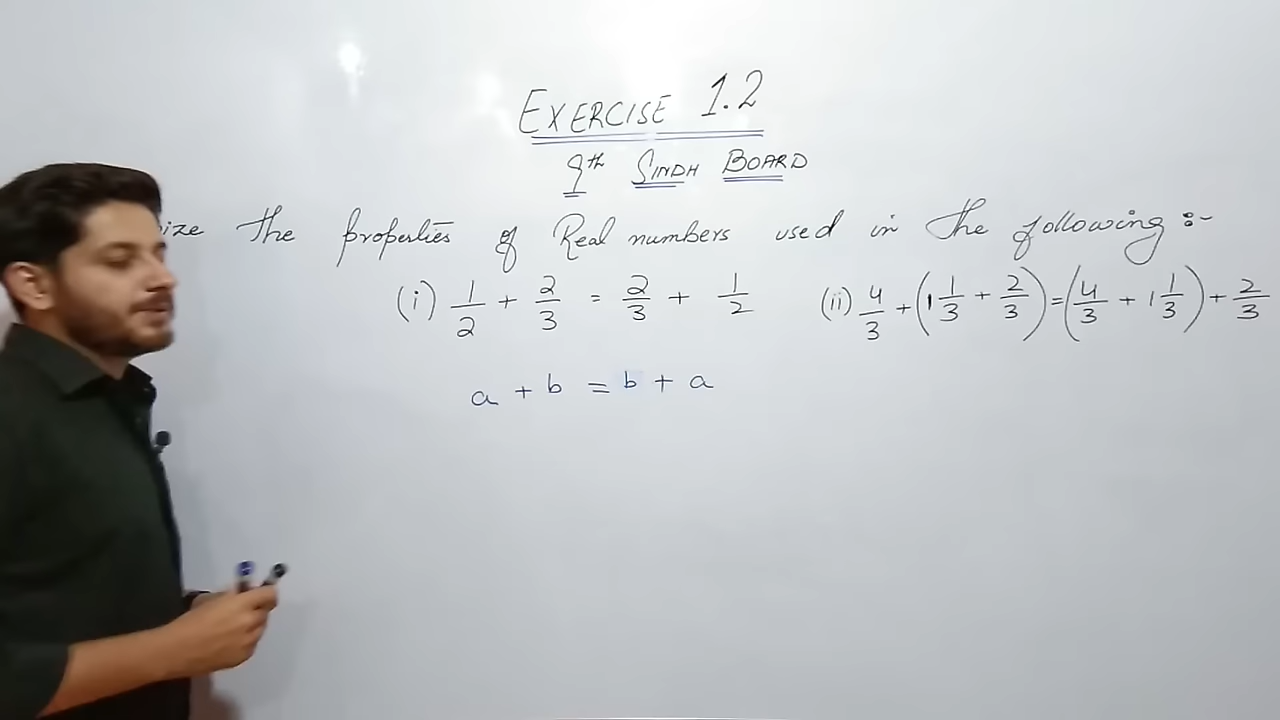 EXERCISE 1.2
9th SINDH BOARD
ize the properties of Real numbers used in the following :-
(i) 1/2 + 2/3 = 2/3 + 1/2 (ii) 4/3 + (1 1/3 + 2/3) = (4/3 + 1 1/3) + 2/3
a + b = b + a